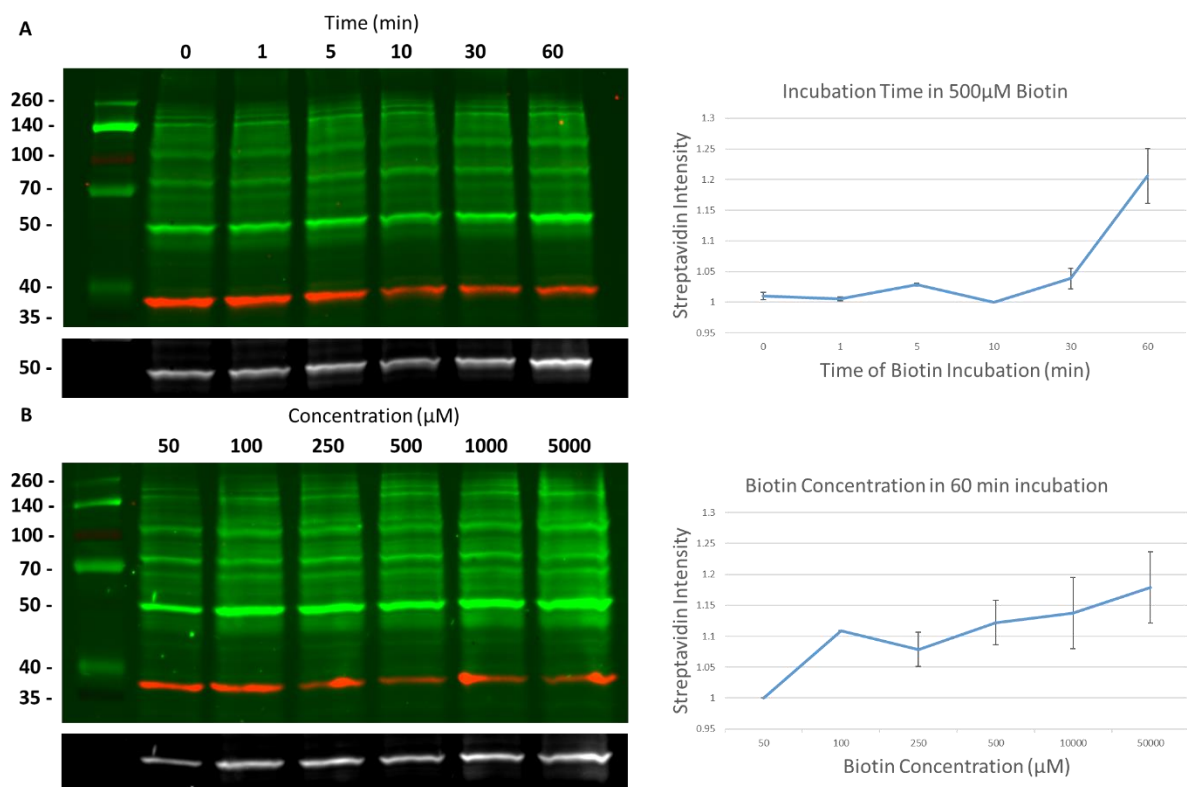 A
Time (min)
0 1 5 10 30 60
260 -
140 -
100 -
70 -
50 -
40 -
35 -
50 -
Incubation Time in 500µM Biotin
Streptavidin Intensity
1.3
1.25
1.2
1.15
1.1
1.05
1
0.95
0 1 5 10 30 60
Time of Biotin Incubation (min)
B
Concentration (µM)
50 100 250 500 1000 5000
260 -
140 -
100 -
70 -
50 -
40 -
35 -
Biotin Concentration in 60 min incubation
Streptavidin Intensity
1.3
1.25
1.2
1.15
1.1
1.05
1
0.95
50 100 250 500 10000 50000
Biotin Concentration (µM)